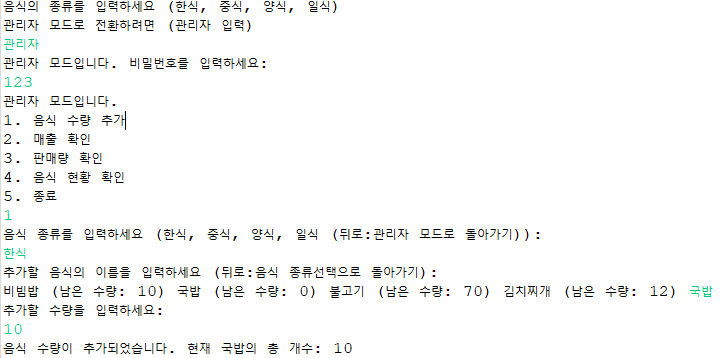 음식의 종류를 입력하세요 (한식, 중식, 양식, 일식)
관리자 모드로 전환하려면 (관리자 입력)
관리자
관리자 모드입니다. 비밀번호를 입력하세요:
123
관리자 모드입니다.
1. 음식 수량 추가
2. 매출 확인
3. 판매량 확인
4. 음식 현황 확인
5. 종료
1
음식 종류를 입력하세요 (한식, 중식, 양식, 일식 (뒤로:관리자 모드로 돌아가기)):
한식
추가할 음식의 이름을 입력하세요 (뒤로:음식 종류선택으로 돌아가기):
비빔밥 (남은 수량: 10) 국밥 (남은 수량: 0) 불고기 (남은 수량: 70) 김치찌개 (남은 수량: 12) 국밥
추가할 수량을 입력하세요:
10
음식 수량이 추가되었습니다. 현재 국밥의 총 개수: 10